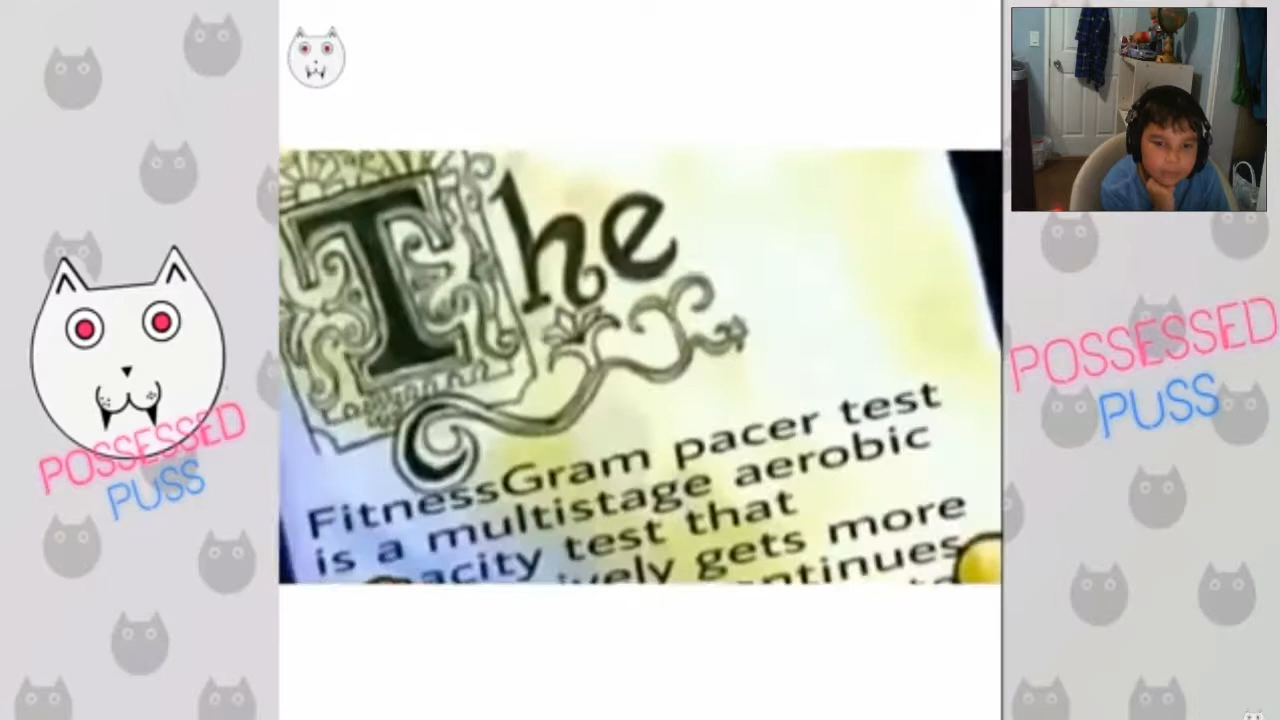 The
FitnessGram pacer test
is a multistage aerobic
test that
gets more
POSSESSED
PUSS
POSSESSED
PUSS